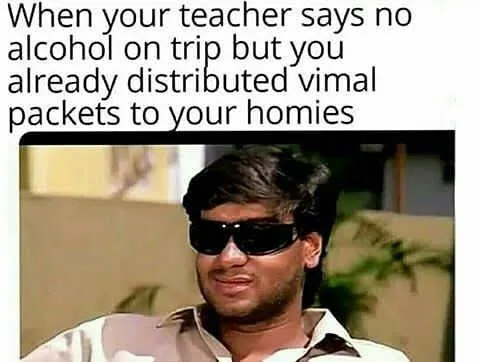 When your teacher says no
alcohol on trip but you
already distributed vimal
packets to your homies